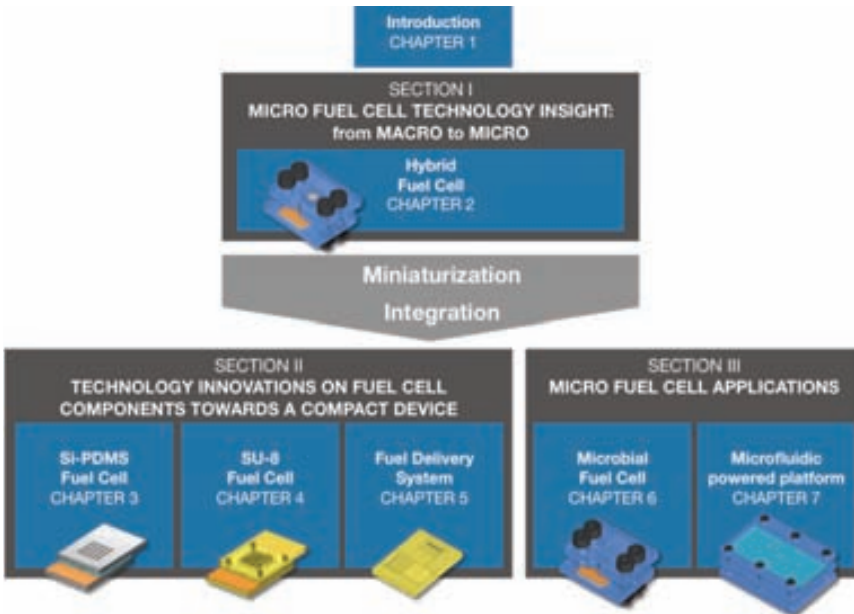 Introduction
CHAPTER 1
SECTION I
MICRO FUEL CELL TECHNOLOGY INSIGHT:
from MACRO to MICRO
Hybrid
Fuel Cell
CHAPTER 2
Miniaturization
Integration
SECTION II
TECHNOLOGY INNOVATIONS ON FUEL CELL
COMPONENTS TOWARDS A COMPACT DEVICE
Si-PDMS
Fuel Cell
CHAPTER 3
SU-8
Fuel Cell
CHAPTER 4
Fuel Delivery
System
CHAPTER 5
SECTION III
MICRO FUEL CELL APPLICATIONS
Microbial
Fuel Cell
CHAPTER 6
Microfluidic
powered platform
CHAPTER 7